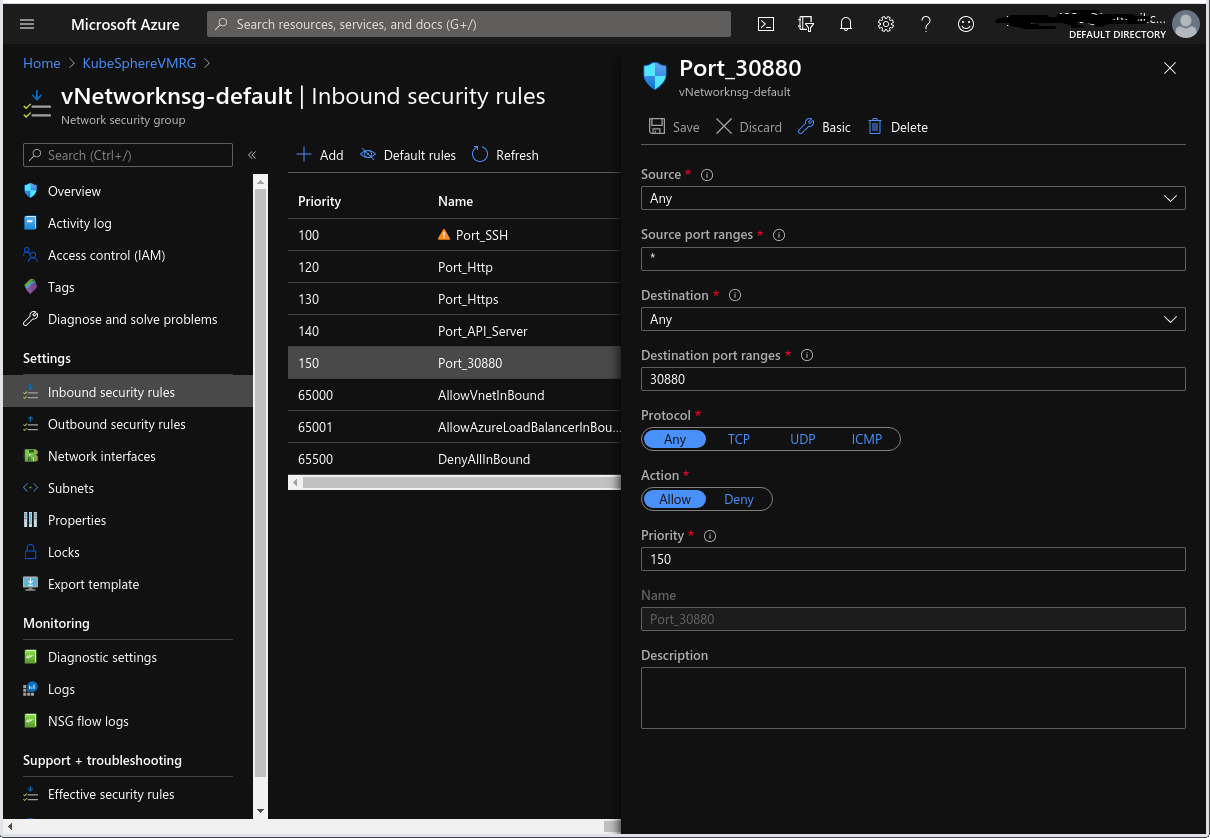 Microsoft Azure
Search resources, services, and docs (G+/)
DEFAULT DIRECTORY
Home > KubeSphereVMRG >
vNetworknsg-default | Inbound security rules
Network security group
Search (Ctrl+/)
«
Overview
Activity log
Access control (IAM)
Tags
Diagnose and solve problems
Settings
Inbound security rules
Outbound security rules
Network interfaces
Subnets
Properties
Locks
Export template
Monitoring
Diagnostic settings
Logs
NSG flow logs
Support + troubleshooting
Effective security rules
Add Default rules Refresh
Priority Name
100 Port_SSH
120 Port_Http
130 Port_Https
140 Port_API_Server
150 Port_30880
65000 AllowVnetInBound
65001 AllowAzureLoadBalancerInBou...
65500 DenyAllInBound
Port_30880
vNetworknsg-default
Save Discard Basic Delete
Source *
Any
Source port ranges *
*
Destination *
Any
Destination port ranges *
30880
Protocol *
Any TCP UDP ICMP
Action *
Allow Deny
Priority *
150
Name
Port_30880
Description